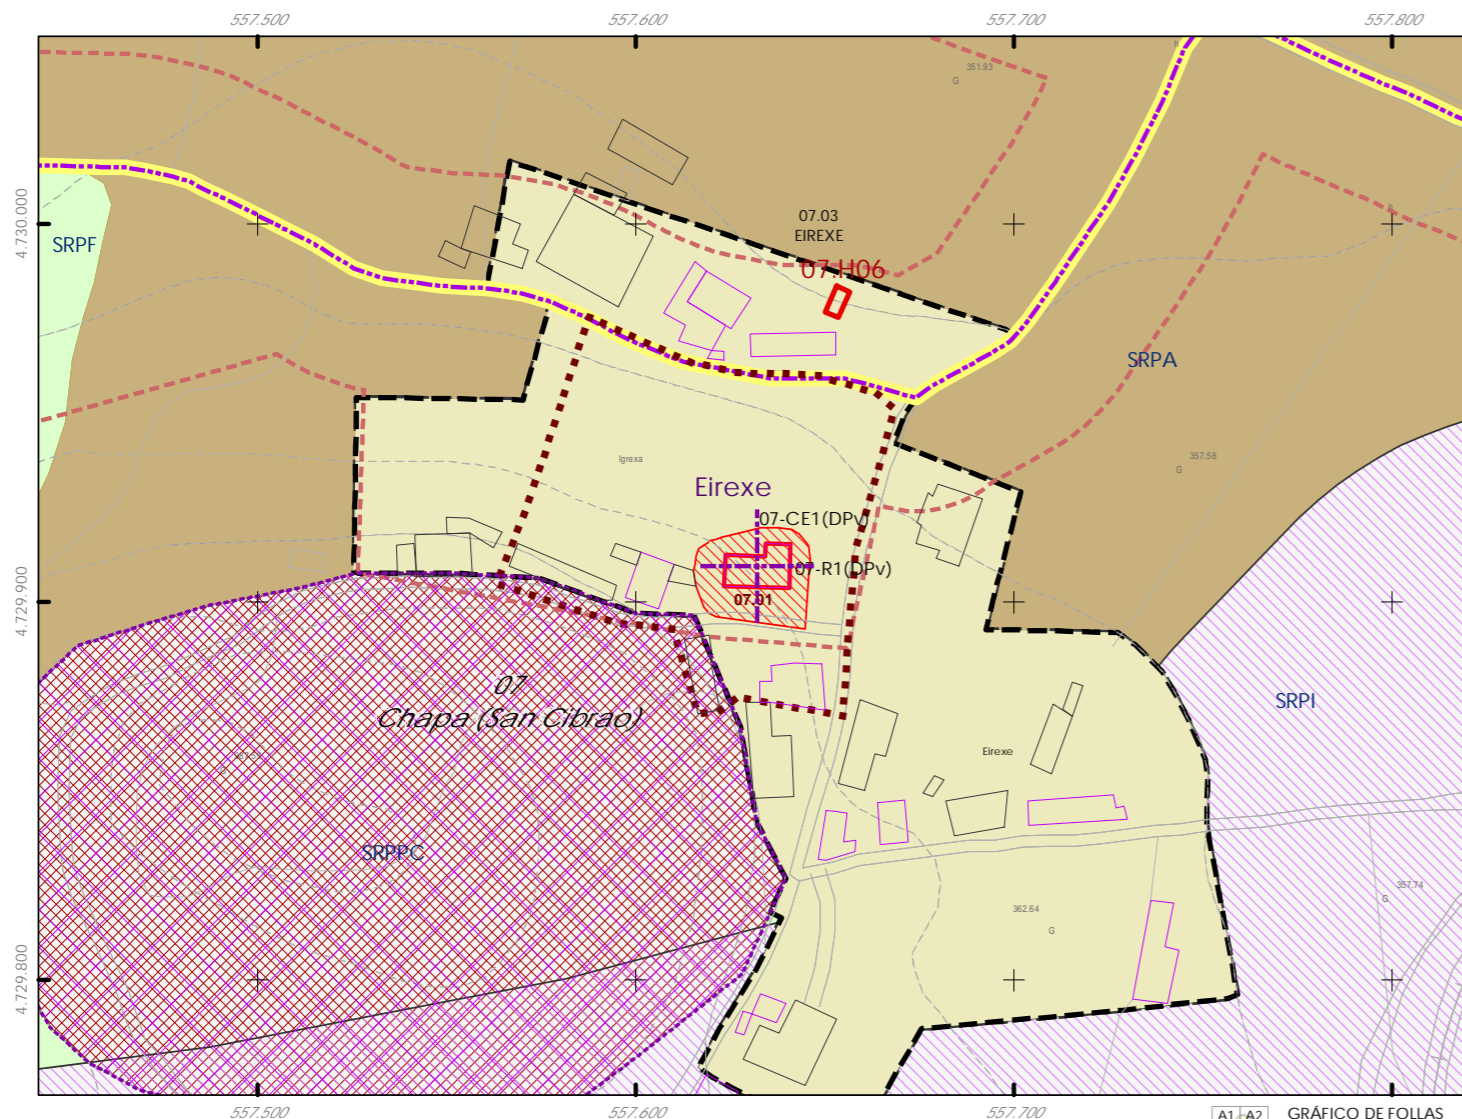 557.500
557.600
557.700
557.800
351.93
G
4.730.000
SRPF
07.03
EIREXE
07.H06
SRPA
Igrexa
357.58
G
Eirexe
07-CE1(DPv)
07-R1(DPv)
07.01
4.729.900
07
Chapa (San Cibrao)
SRPI
Eirexe
G
SRPPC
362.64
G
357.74
G
4.729.800
557.500
557.600
557.700
A1
A2
GRÁFICO DE FOLLAS